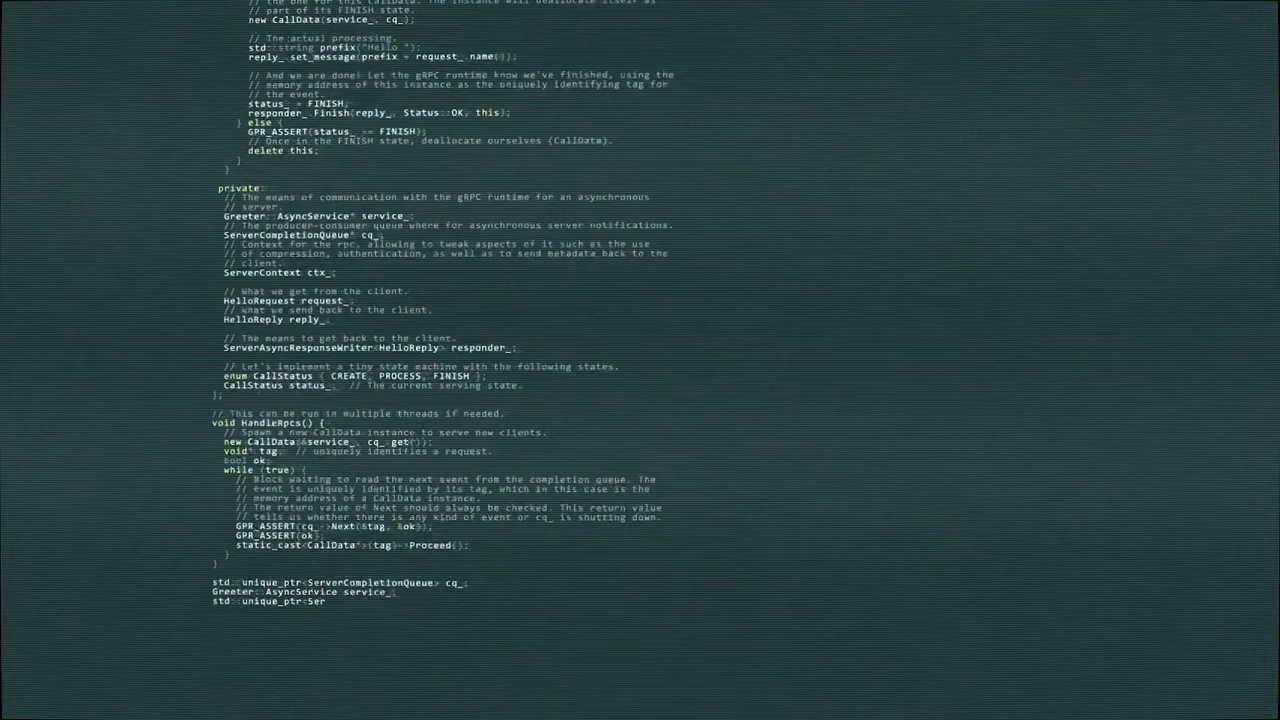 // the one for this CallData. The instance will deallocate itself as
// part of its FINISH state.
new CallData(service_, cq_);
// The actual processing.
std::string prefix("Hello ");
reply_.set_message(prefix + request_.name());
// And we are done! Let the gRPC runtime know we've finished, using the
// memory address of this instance as the uniquely identifying tag for
// the event.
status_ = FINISH;
responder_.Finish(reply_, Status::OK, this);
} else {
GPR_ASSERT(status_ == FINISH);
// Once in the FINISH state, deallocate ourselves (CallData).
delete this;
}
}
private:
// The means of communication with the gRPC runtime for an asynchronous
// server.
Greeter::AsyncService* service_;
// The producer-consumer queue where for asynchronous server notifications.
ServerCompletionQueue* cq_;
// Context for the rpc, allowing to tweak aspects of it such as the use
// of compression, authentication, as well as to send metadata back to the
// client.
ServerContext ctx_;
// What we get from the client.
HelloRequest request_;
// What we send back to the client.
HelloReply reply_;
// The means to get back to the client.
ServerAsyncResponseWriter<HelloReply> responder_;
// Let's implement a tiny state machine with the following states.
enum CallStatus { CREATE, PROCESS, FINISH };
CallStatus status_; // The current serving state.
};
// This can be run in multiple threads if needed.
void HandleRpcs() {
// Spawn a new CallData instance to serve new clients.
new CallData(&service_, cq_.get());
void* tag; // uniquely identifies a request.
bool ok;
while (true) {
// Block waiting to read the next event from the completion queue. The
// event is uniquely identified by its tag, which in this case is the
// memory address of a CallData instance.
// The return value of Next should always be checked. This return value
// tells us whether there is any kind of event or cq_ is shutting down.
GPR_ASSERT(cq_->Next(&tag, &ok));
GPR_ASSERT(ok);
static_cast<CallData*>(tag)->Proceed();
}
}
std::unique_ptr<ServerCompletionQueue> cq_;
Greeter::AsyncService service_;
std::unique_ptr<Ser